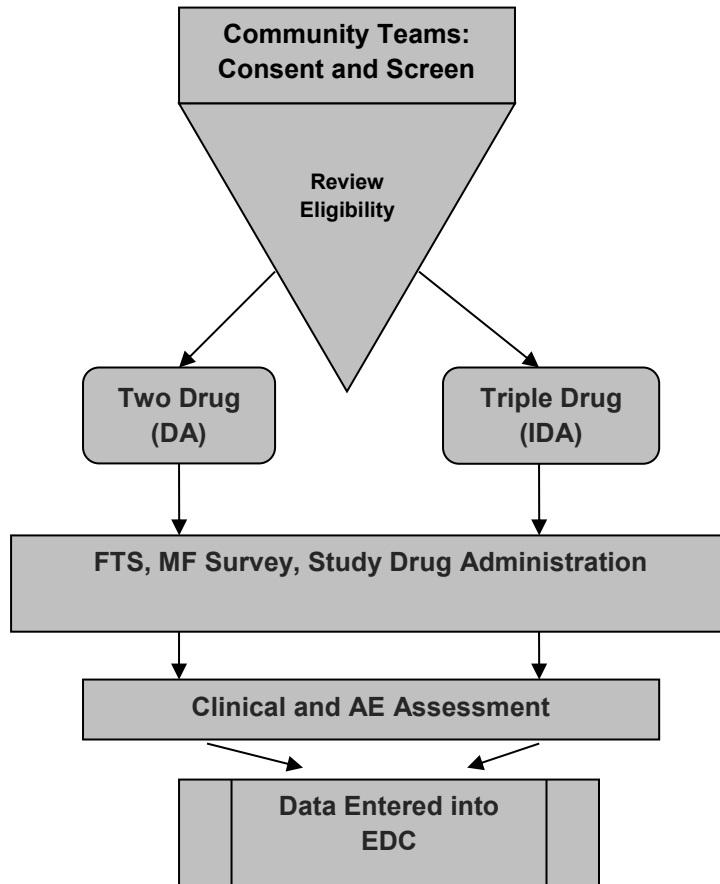 Community Teams:
Consent and Screen
Review
Eligibility
Two Drug
(DA)
Triple Drug
(IDA)
FTS, MF Survey, Study Drug Administration
Clinical and AE Assessment
Data Entered into
EDC